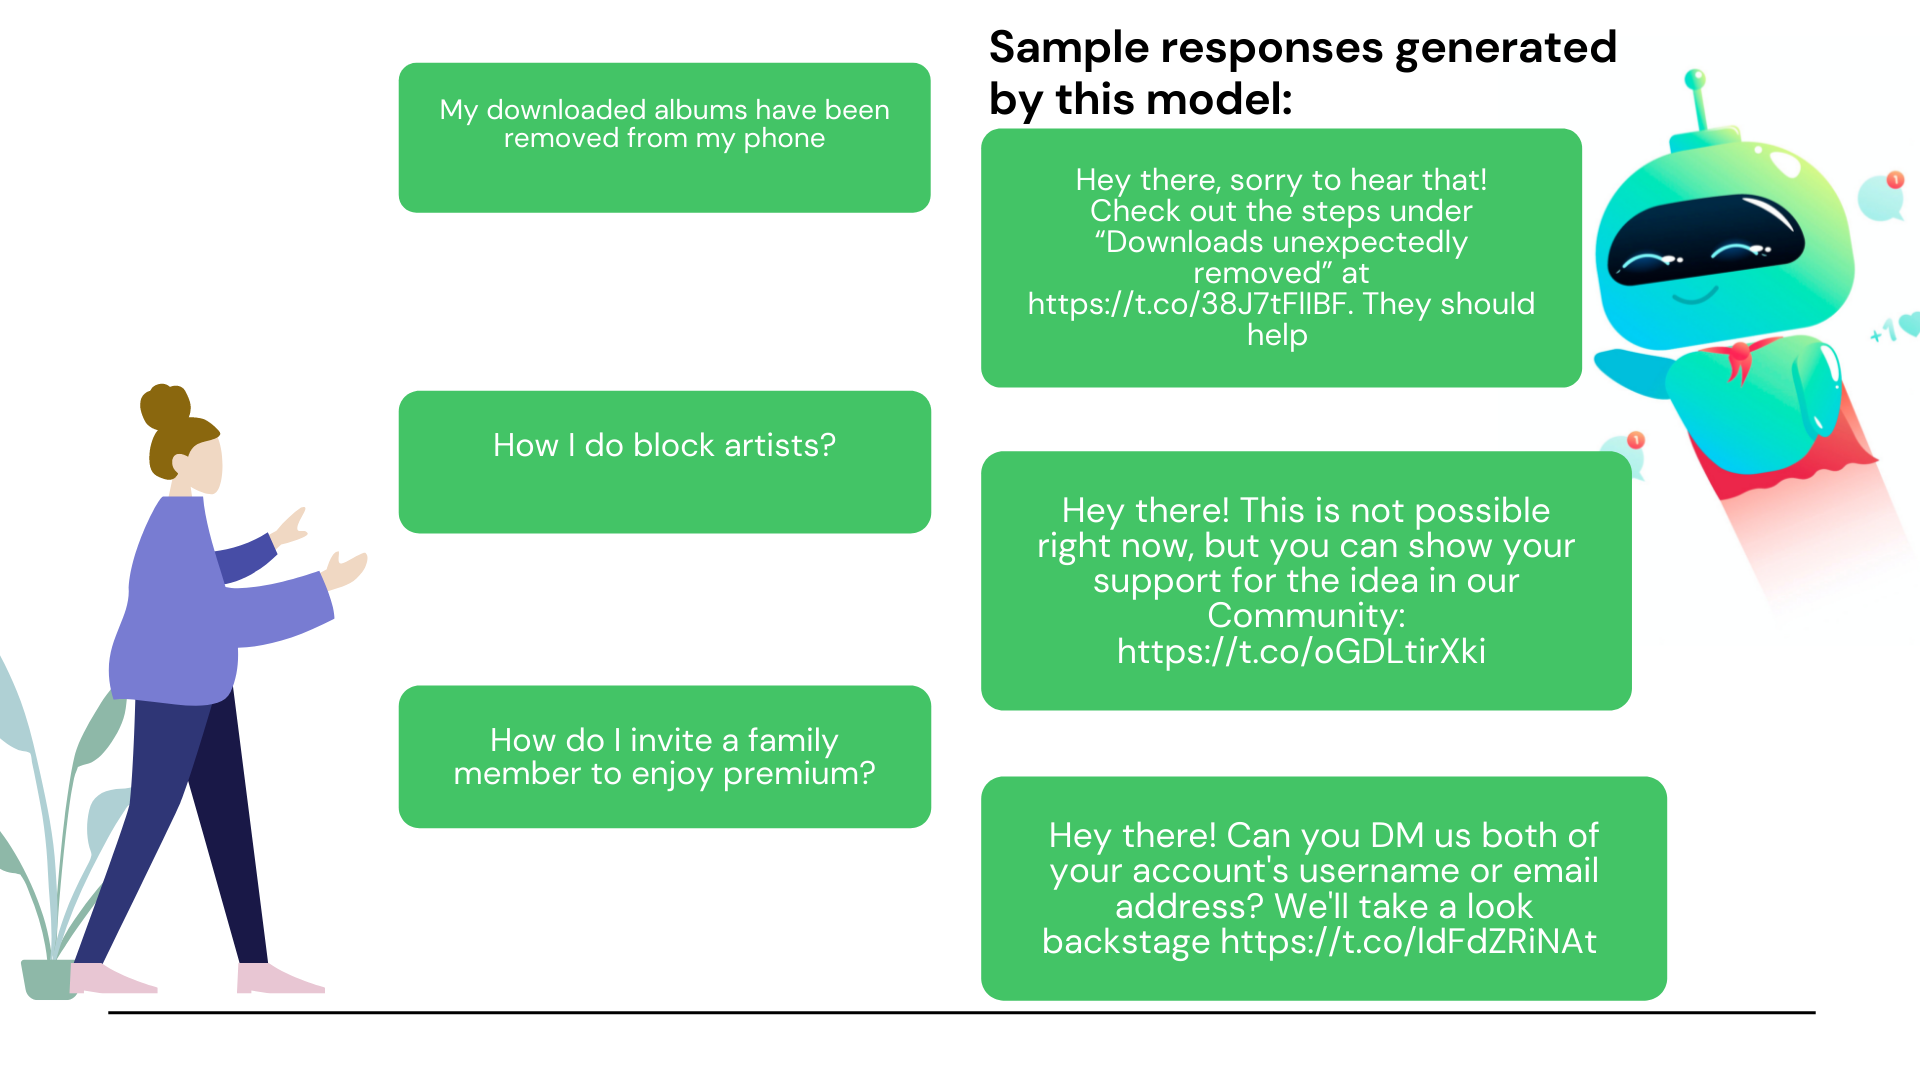 Sample responses generated
by this model:
My downloaded albums have been
removed from my phone
Hey there, sorry to hear that!
Check out the steps under
“Downloads unexpectedly
removed” at
https://t.co/38J7tFllBF. They should
help
How I do block artists?
Hey there! This is not possible
right now, but you can show your
support for the idea in our
Community:
https://t.co/oGDLtirXki
How do I invite a family
member to enjoy premium?
Hey there! Can you DM us both of
your account's username or email
address? We'll take a look
backstage https://t.co/ldFdZRiNAt
1
+1
1